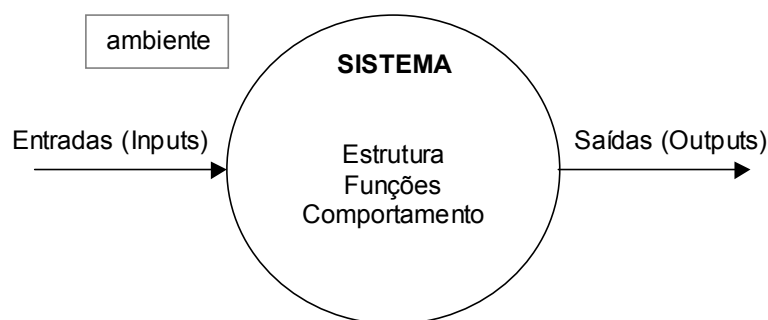 ambiente
SISTEMA
Entradas (Inputs)
Saídas (Outputs)
Estrutura
Funções
Comportamento